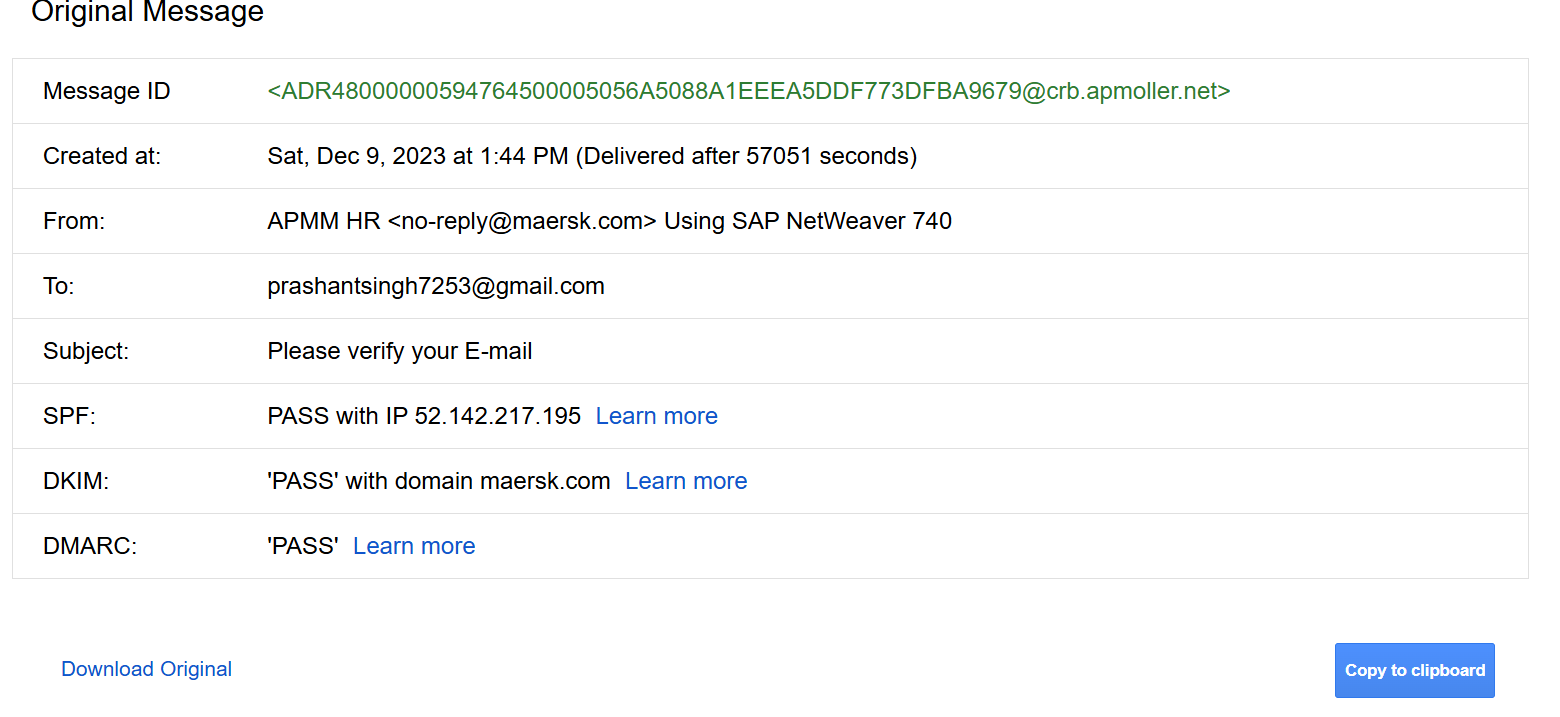 Original Message
Message ID <ADR48000000594764500005056A5088A1EEEA5DDF773DFBA9679@crb.apmoller.net>
Created at: Sat, Dec 9, 2023 at 1:44 PM (Delivered after 57051 seconds)
From: APMM HR <no-reply@maersk.com> Using SAP NetWeaver 740
To: prashantsingh7253@gmail.com
Subject: Please verify your E-mail
SPF: PASS with IP 52.142.217.195 Learn more
DKIM: 'PASS' with domain maersk.com Learn more
DMARC: 'PASS' Learn more
Download Original Copy to clipboard